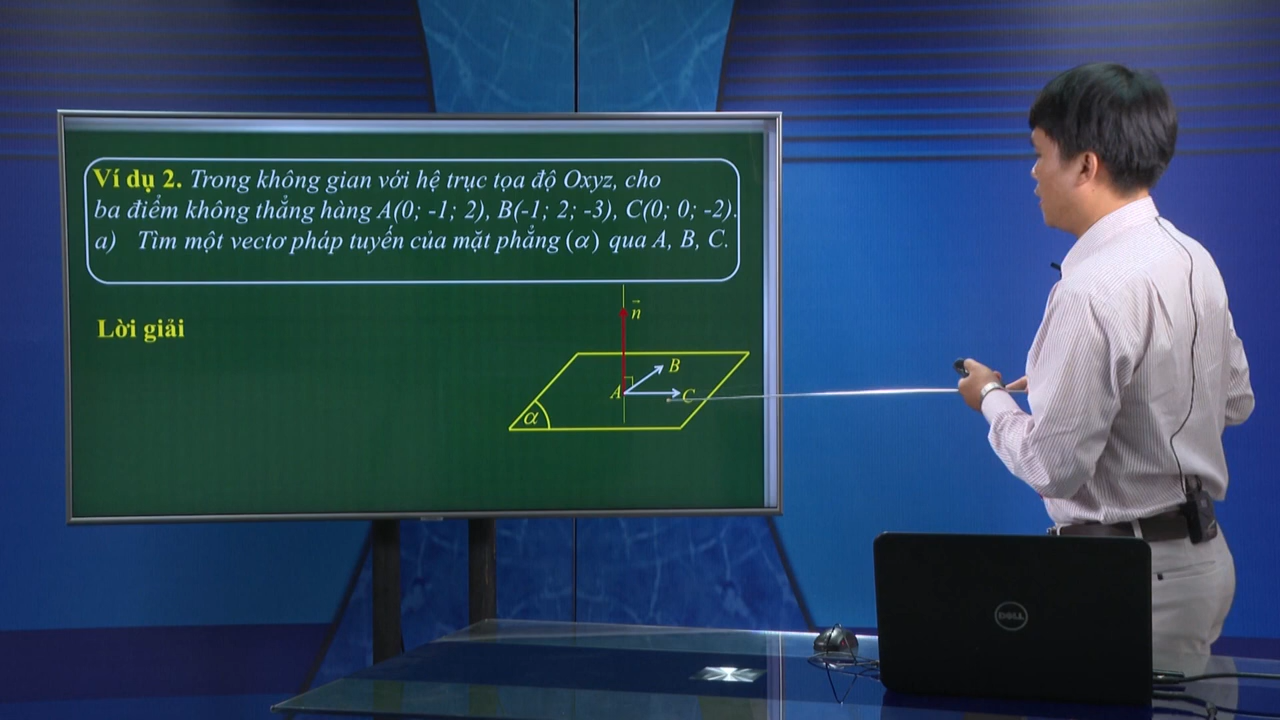 Ví dụ 2. Trong không gian với hệ trục tọa độ Oxyz, cho
ba điểm không thẳng hàng A(0; -1; 2), B(-1; 2; -3), C(0; 0; -2).
a) Tìm một vectơ pháp tuyến của mặt phẳng (α) qua A, B, C.
Lời giải
n⃗
B
A
C
α
DELL